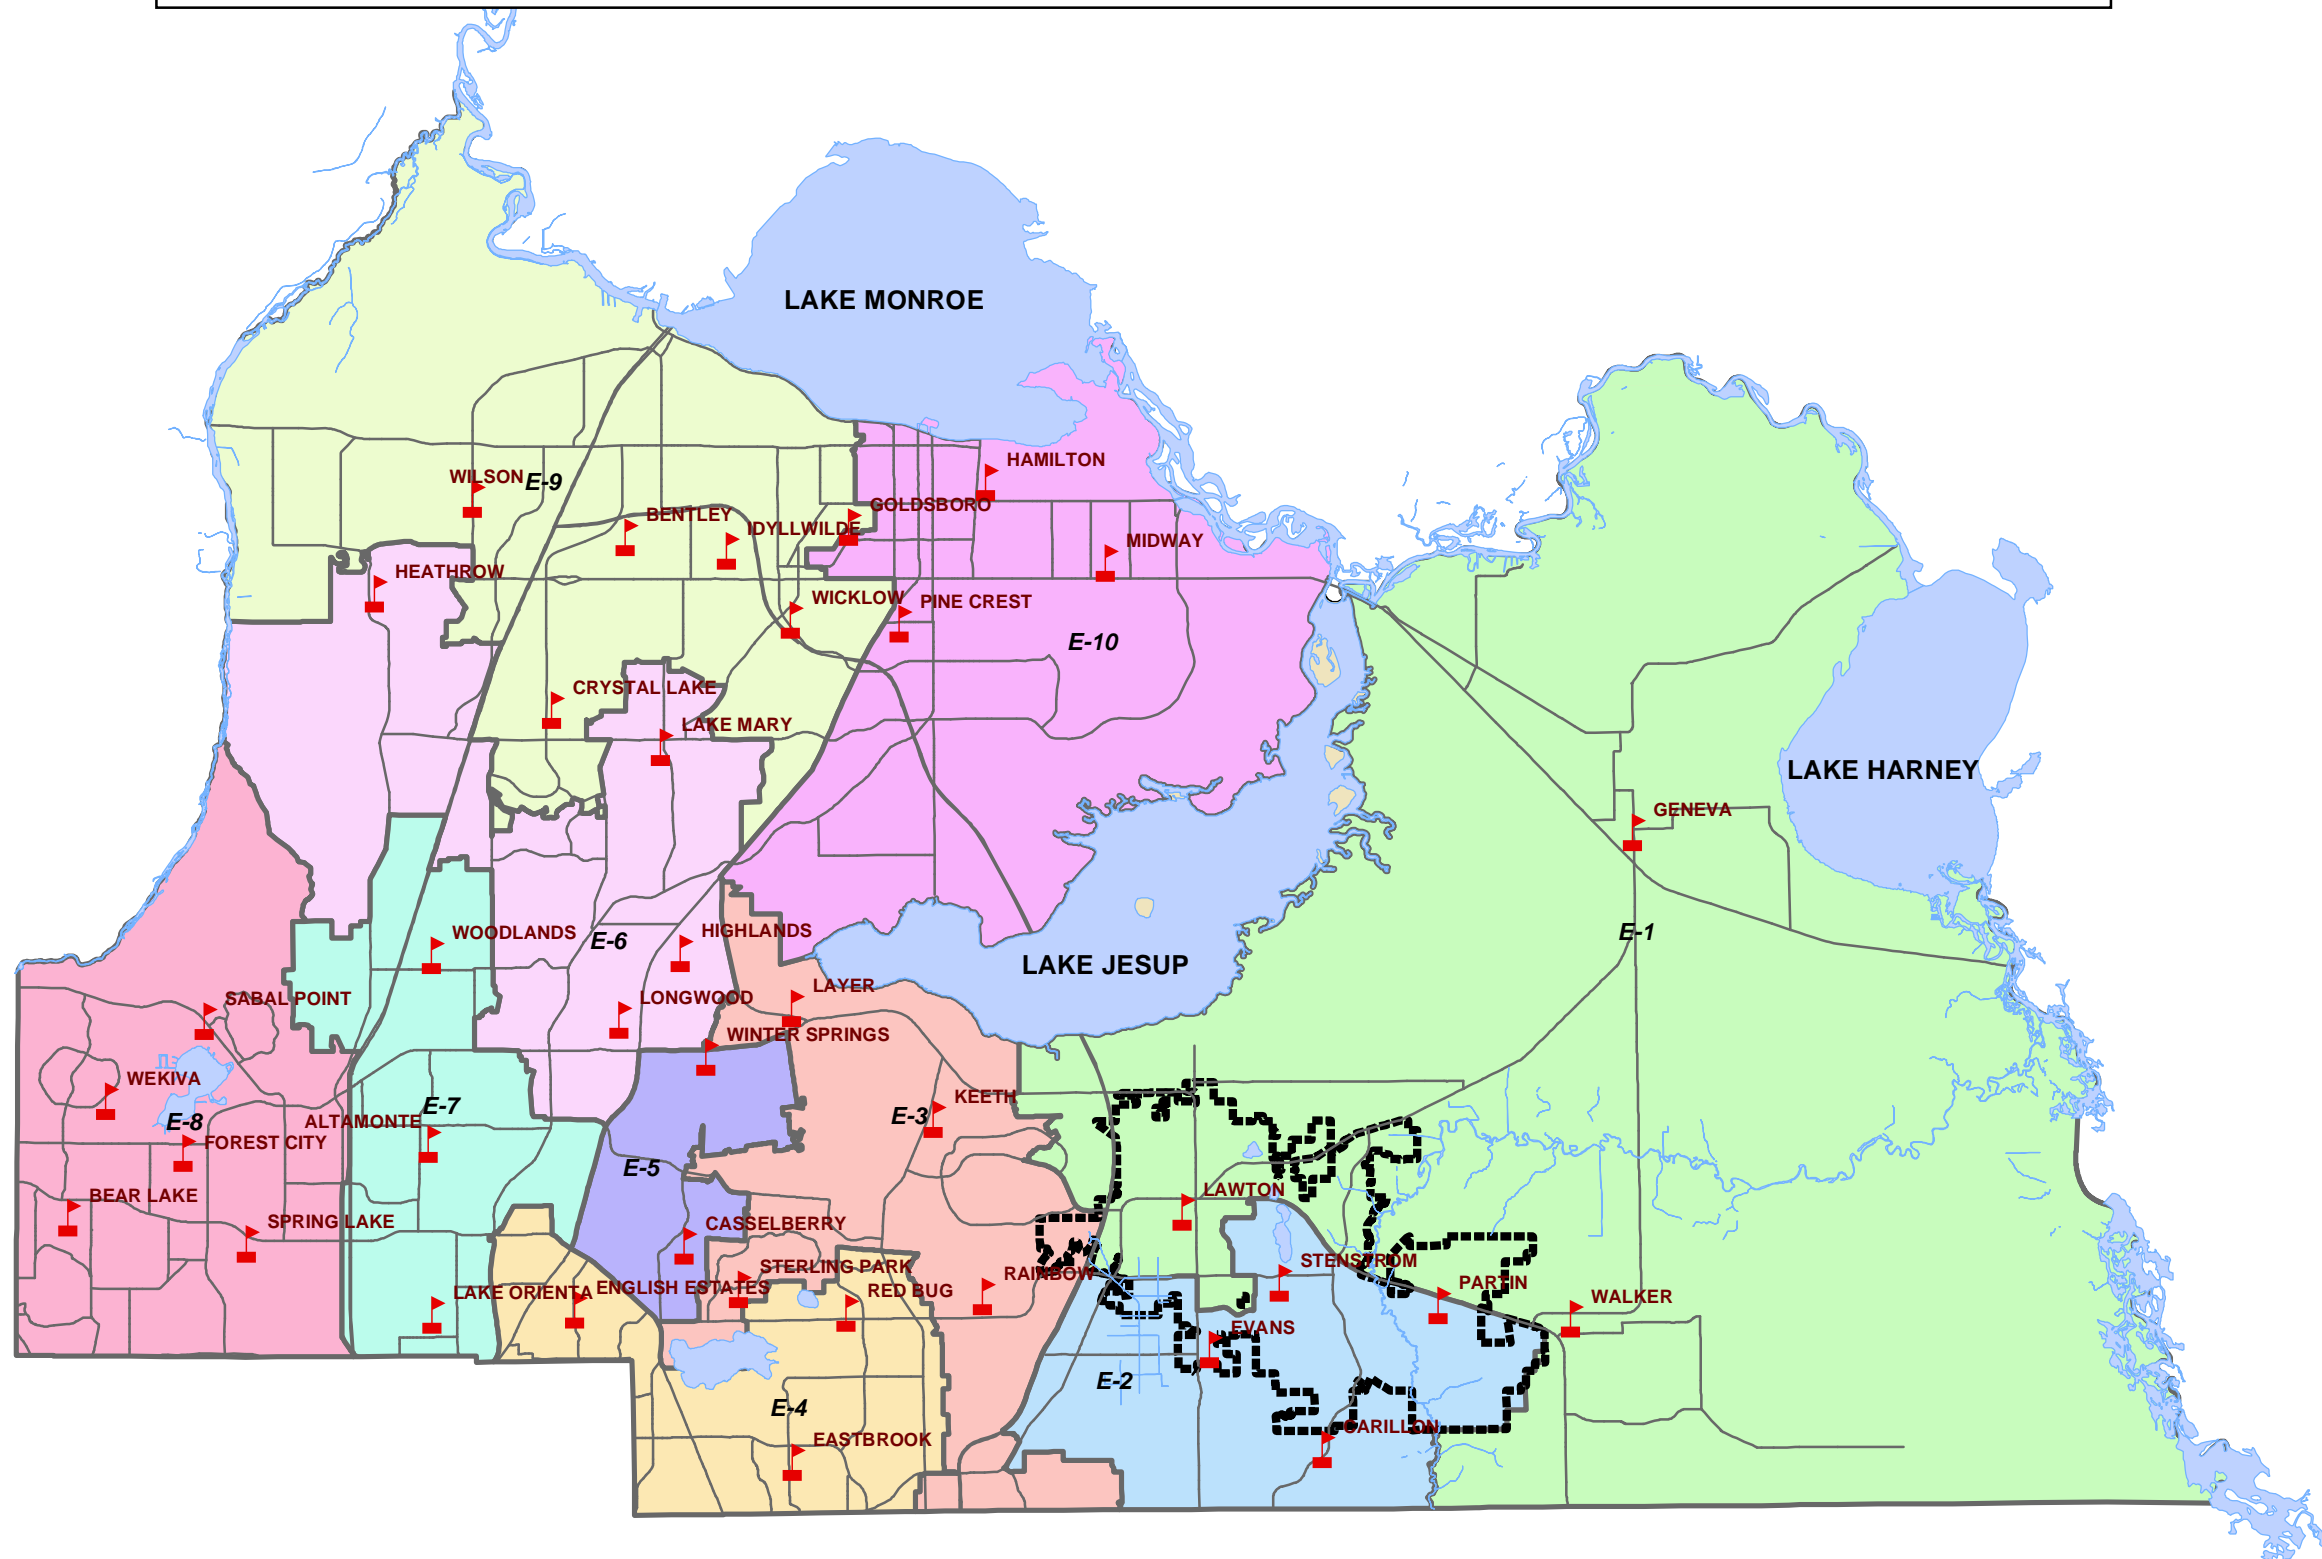 LAKE MONROE
HAMILTON
WILSON
E-9
GOLDSBORO
BENTLEY
IDYLLWILDE
MIDWAY
HEATHROW
WICKLOW
PINE CREST
E-10
CRYSTAL LAKE
LAKE MARY
LAKE HARNEY
GENEVA
WOODLANDS
E-6
HIGHLANDS
E-1
LAKE JESUP
LAYER
SABAL POINT
LONGWOOD
WINTER SPRINGS
WEKIVA
KEETH
E-7
E-8
ALTAMONTE
E-3
FOREST CITY
E-5
BEAR LAKE
LAWTON
SPRING LAKE
CASSELBERRY
STENSTROM
STERLING PARK
RAINBOW
PARTIN
LAKE ORIENTA
ENGLISH ESTATES
RED BUG
WALKER
EVANS
E-2
E-4
CARILLON
EASTBROOK